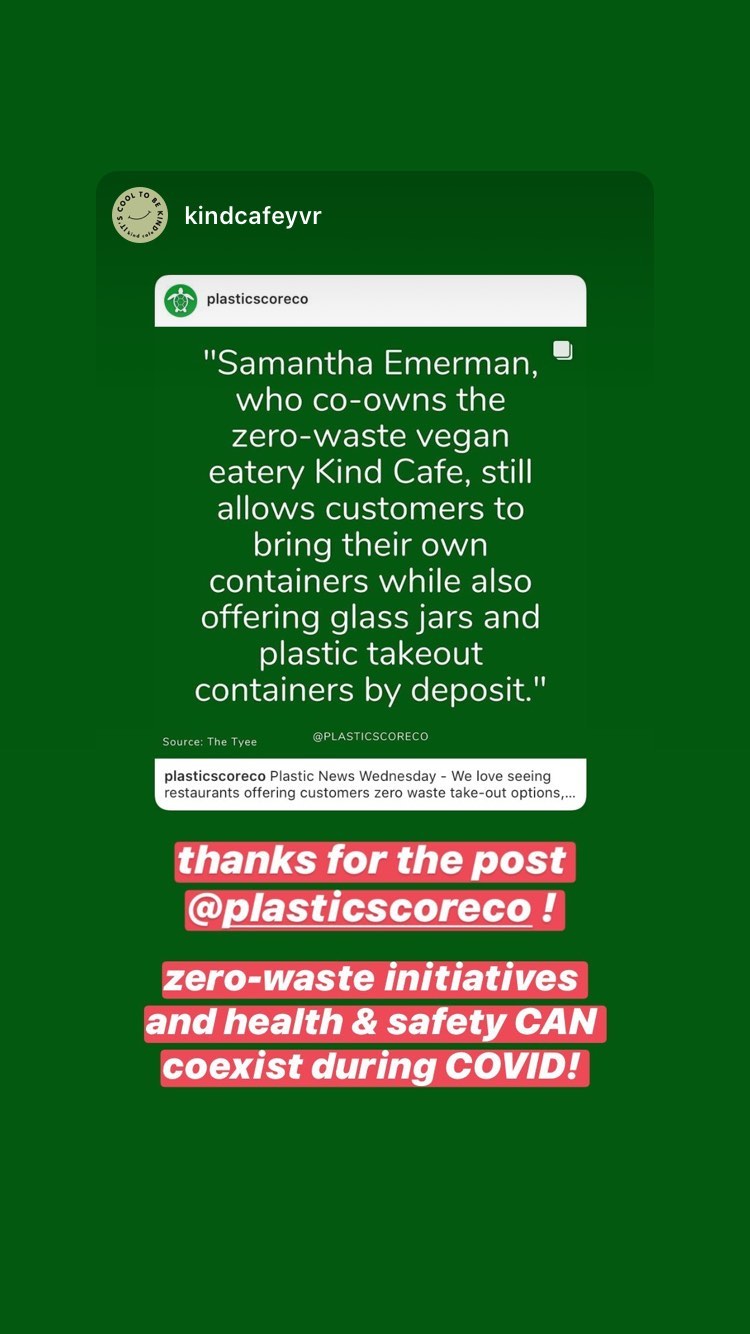 IT'S COOL TO BE KIND
kind cafe
kindcafeyvr
plasticscoreco
"Samantha Emerman,
who co-owns the
zero-waste vegan
eatery Kind Cafe, still
allows customers to
bring their own
containers while also
offering glass jars and
plastic takeout
containers by deposit."
Source: The Tyee
@PLASTICSCORECO
plasticscoreco Plastic News Wednesday - We love seeing
restaurants offering customers zero waste take-out options,...
thanks for the post
@plasticscoreco !
zero-waste initiatives
and health & safety CAN
coexist during COVID!